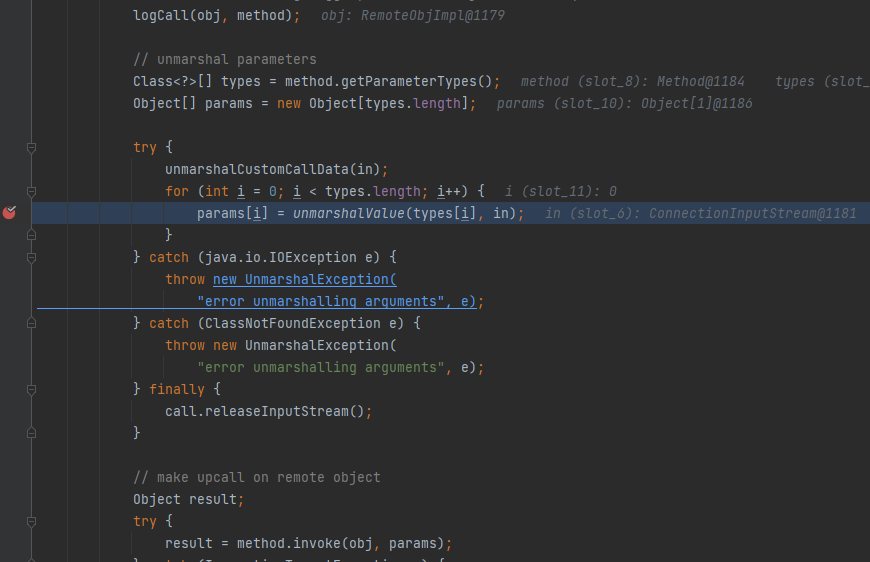 logCall(obj, method); obj: RemoteObjImpl@1179
// unmarshal parameters
Class<?>[] types = method.getParameterTypes(); method (slot_8): Method@1184 types (slot_
Object[] params = new Object[types.length]; params (slot_10): Object[1]@1186
try {
unmarshalCustomCallData(in);
for (int i = 0; i < types.length; i++) { i (slot_11): 0
params[i] = unmarshalValue(types[i], in); in (slot_6): ConnectionInputStream@1181
}
} catch (java.io.IOException e) {
throw new UnmarshalException(
"error unmarshalling arguments", e);
} catch (ClassNotFoundException e) {
throw new UnmarshalException(
"error unmarshalling arguments", e);
} finally {
call.releaseInputStream();
}
// make upcall on remote object
Object result;
try {
result = method.invoke(obj, params);